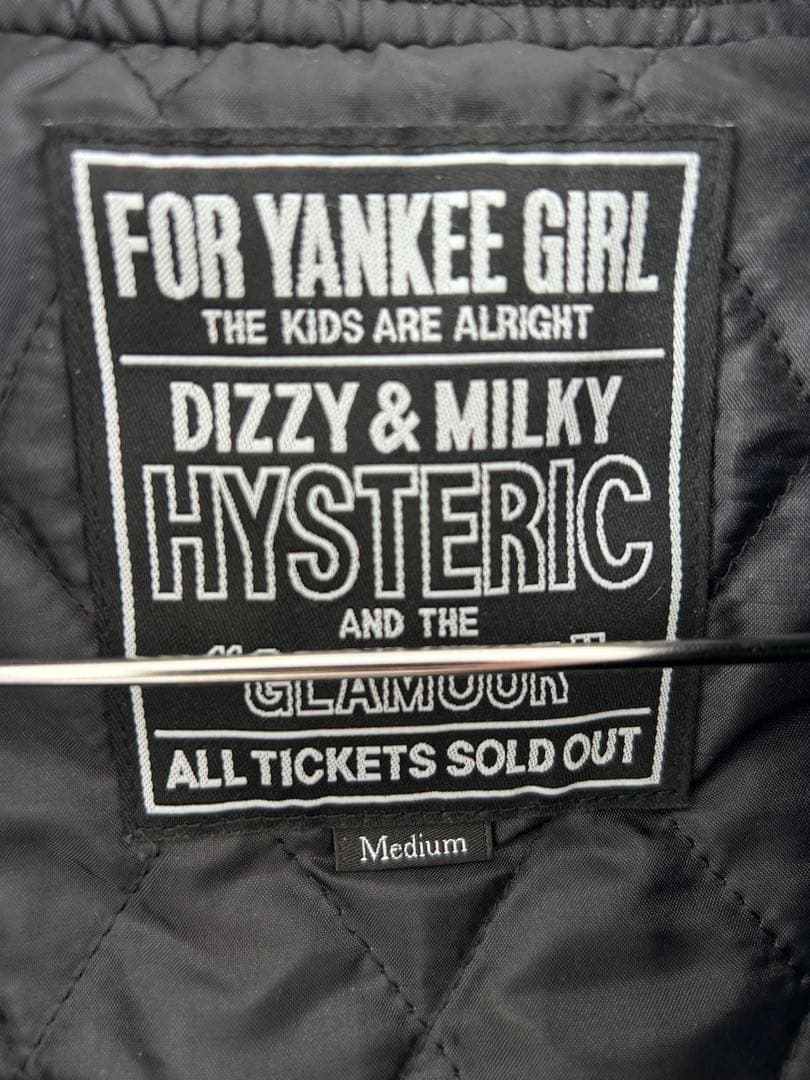 FOR YANKEE GIRL
THE KIDS ARE ALRIGHT
DIZZY & MILKY
HYSTERIC
AND THE
"GLAMOUR"
ALL TICKETS SOLD OUT
Medium